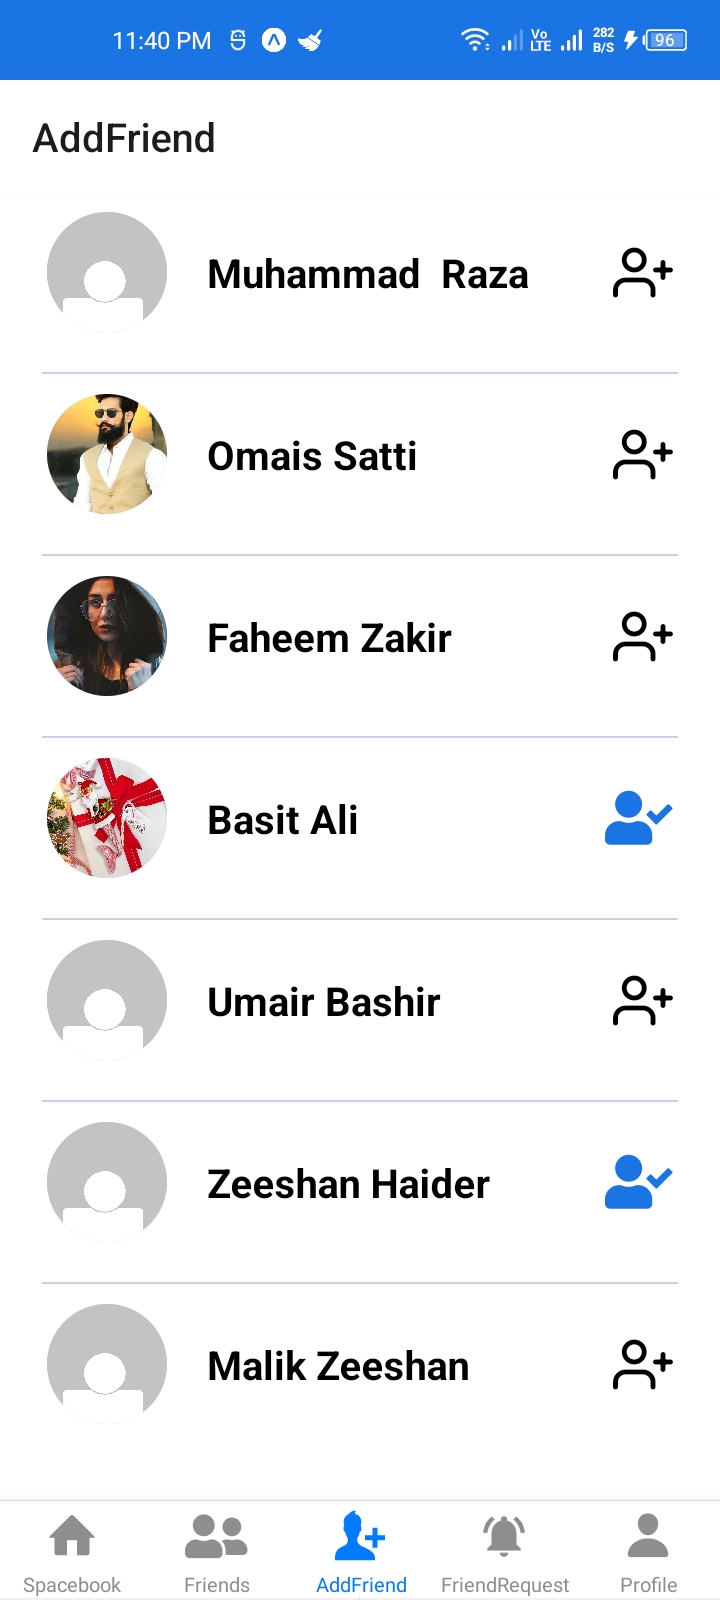 11:40 PM Vo LTE 282 B/S 96
AddFriend
Muhammad  Raza
Omais Satti
Faheem Zakir
Basit Ali
Umair Bashir
Zeeshan Haider
Malik Zeeshan
Spacebook Friends AddFriend FriendRequest Profile